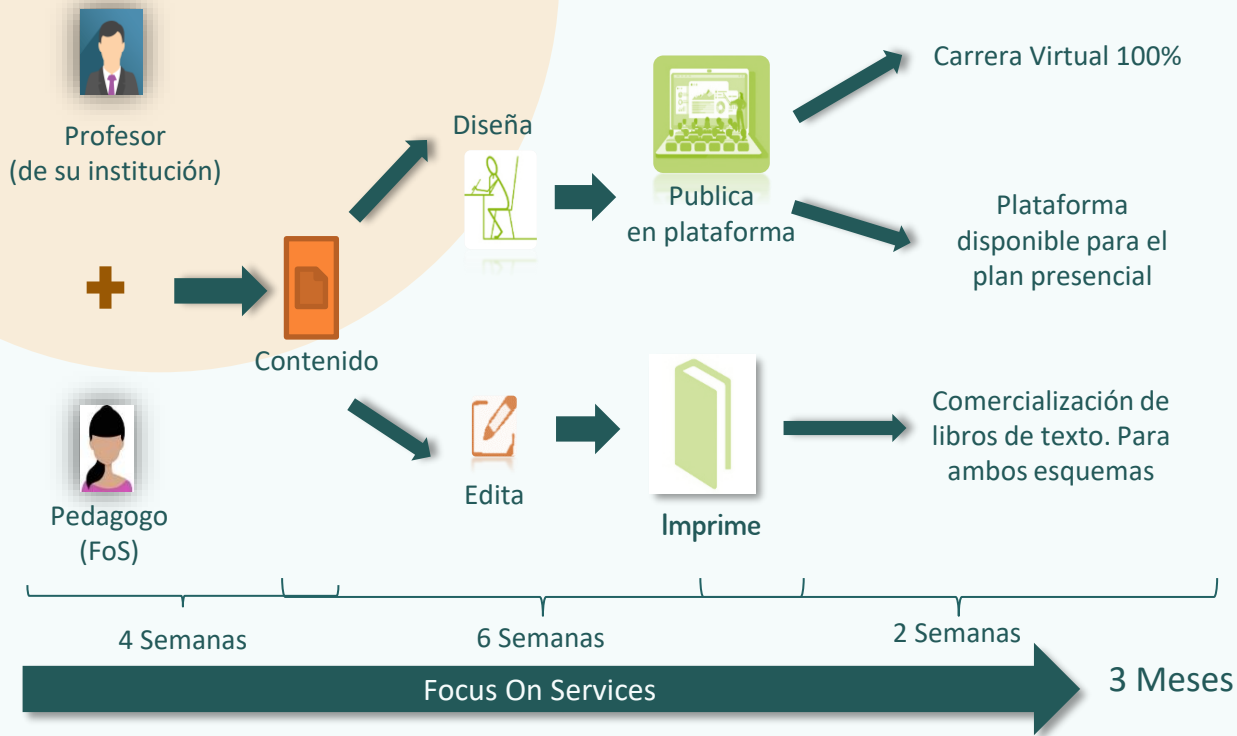 Profesor
(de su institución)
Pedagogo
(FoS)
Contenido
Diseña
Edita
Publica
en plataforma
Imprime
Carrera Virtual 100%
Plataforma
disponible para el
plan presencial
Comercialización de
libros de texto. Para
ambos esquemas
4 Semanas
6 Semanas
2 Semanas
Focus On Services
3 Meses